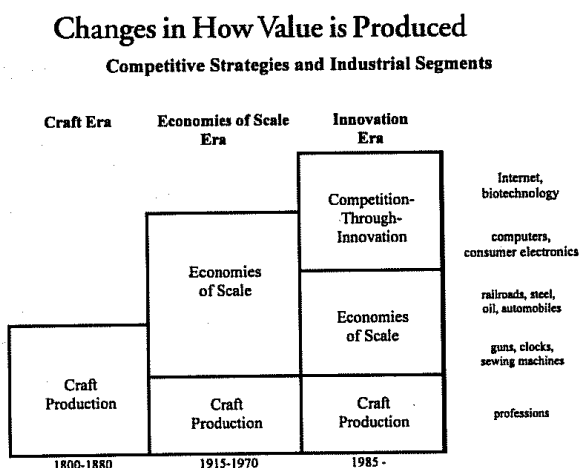 Changes in How Value is Produced
Competitive Strategies and Industrial Segments
Craft Era
Economies of Scale
Era
Innovation
Era
Competition-
Through-
Innovation
Economies
of Scale
Economies
of Scale
Craft
Production
Craft
Production
Craft
Production
Internet,
biotechnology
computers,
consumer electronics
railroads, steel,
oil, automobiles
guns, clocks,
sewing machines
professions
1800-1880
1915-1970
1985 -